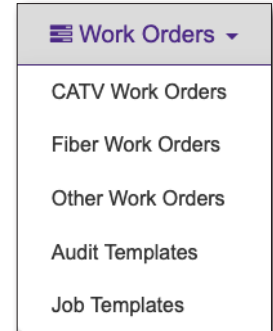 Work Orders
CATV Work Orders
Fiber Work Orders
Other Work Orders
Audit Templates
Job Templates